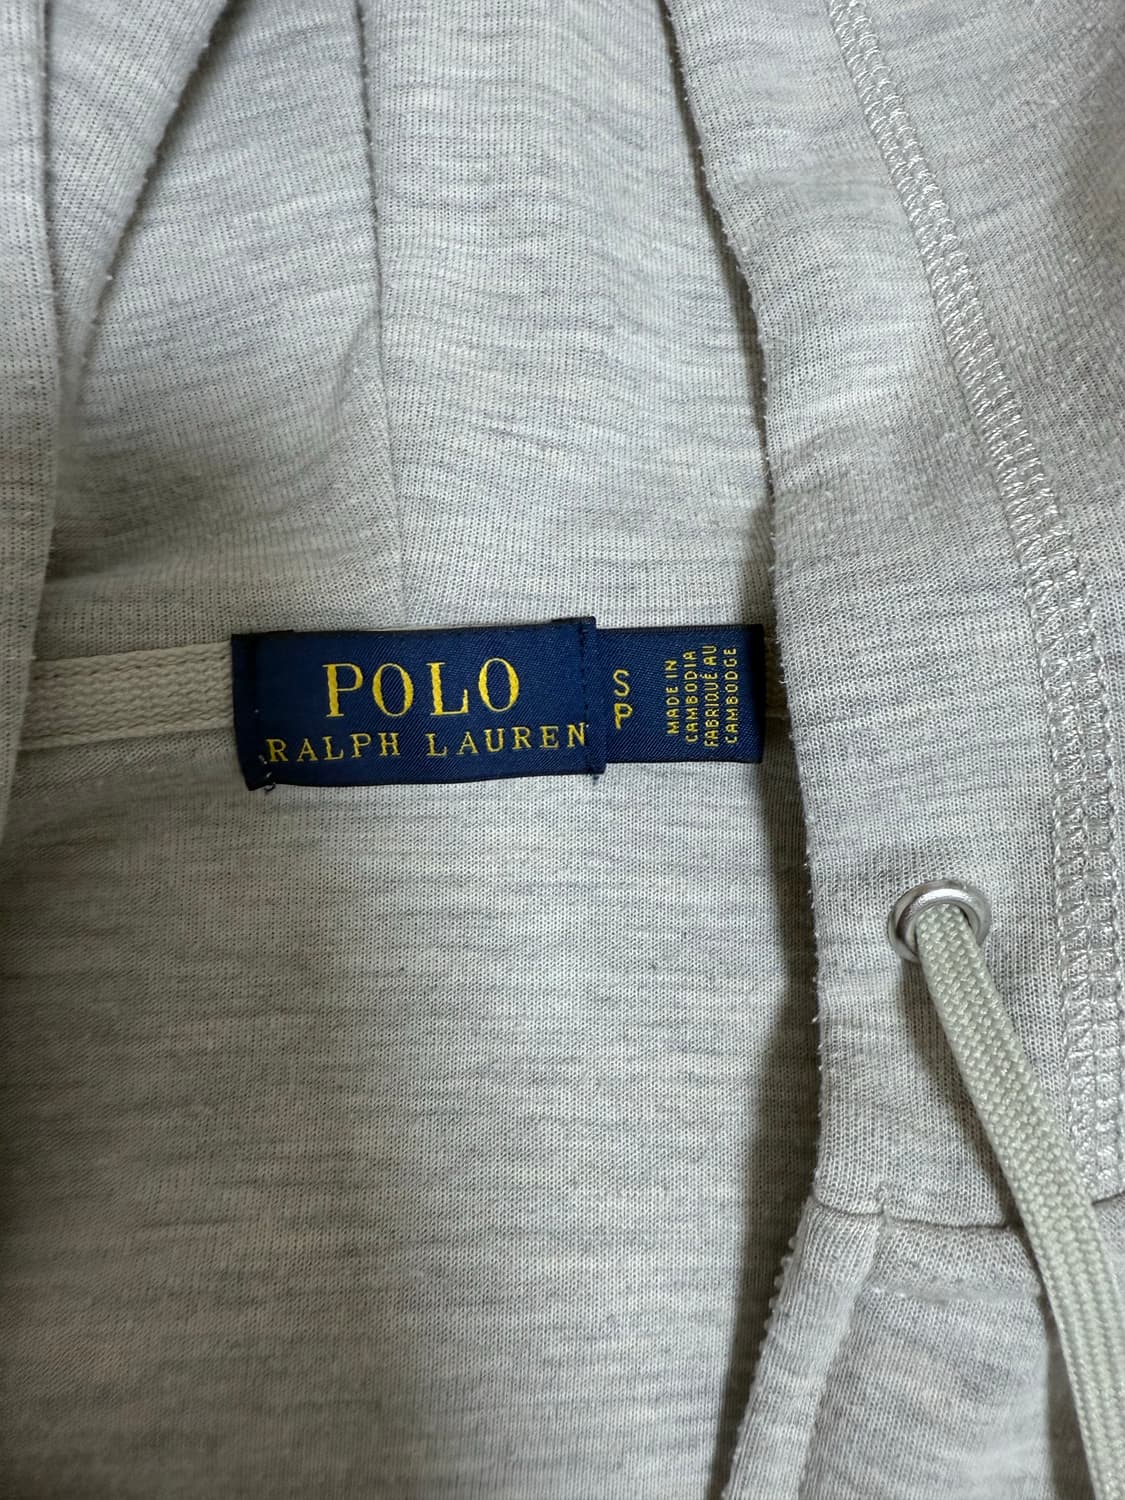 POLO
RALPH LAUREN
S
P
MADE IN
CAMBODIA
FABRIQUÉ AU
CAMBODGE